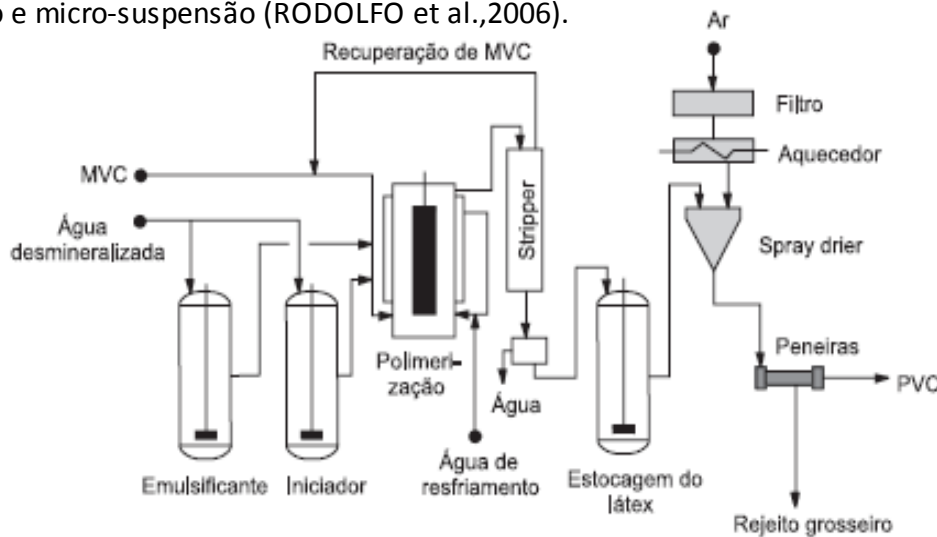 o e micro-suspensão (RODOLFO et al.,2006).
Ar
Recuperação de MVC
Filtro
Aquecedor
MVC
Água
desmineralizada
Stripper
Spray drier
Polimeri-
zação
Água
Peneiras
PVC
Água de
resfriamento
Emulsificante
Iniciador
Estocagem do
látex
Rejeito grosseiro